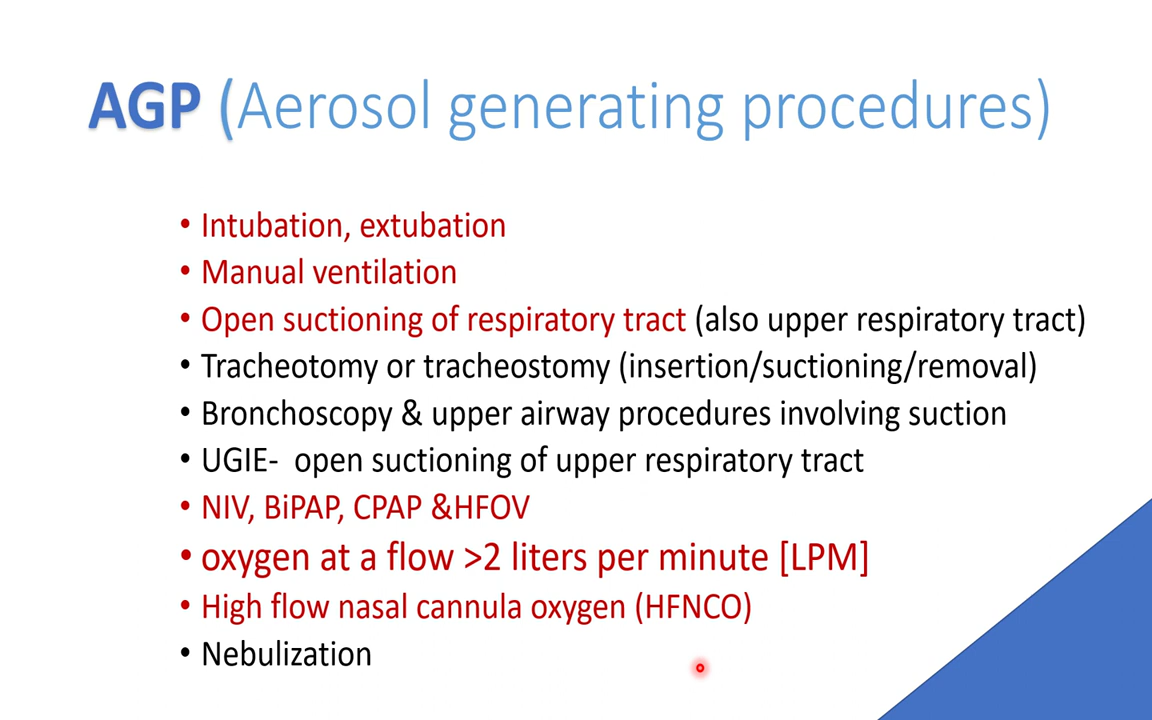 AGP (Aerosol generating procedures)
• Intubation, extubation
• Manual ventilation
• Open suctioning of respiratory tract (also upper respiratory tract)
• Tracheotomy or tracheostomy (insertion/suctioning/removal)
• Bronchoscopy & upper airway procedures involving suction
• UGIE- open suctioning of upper respiratory tract
• NIV, BiPAP, CPAP &HFOV
• oxygen at a flow >2 liters per minute [LPM]
• High flow nasal cannula oxygen (HFNCO)
• Nebulization